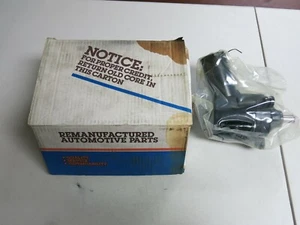 NOTICE:
FOR PROPER CREDIT,
RETURN OLD CORE IN
THIS CARTON
REMANUFACTURED
AUTOMOTIVE PARTS